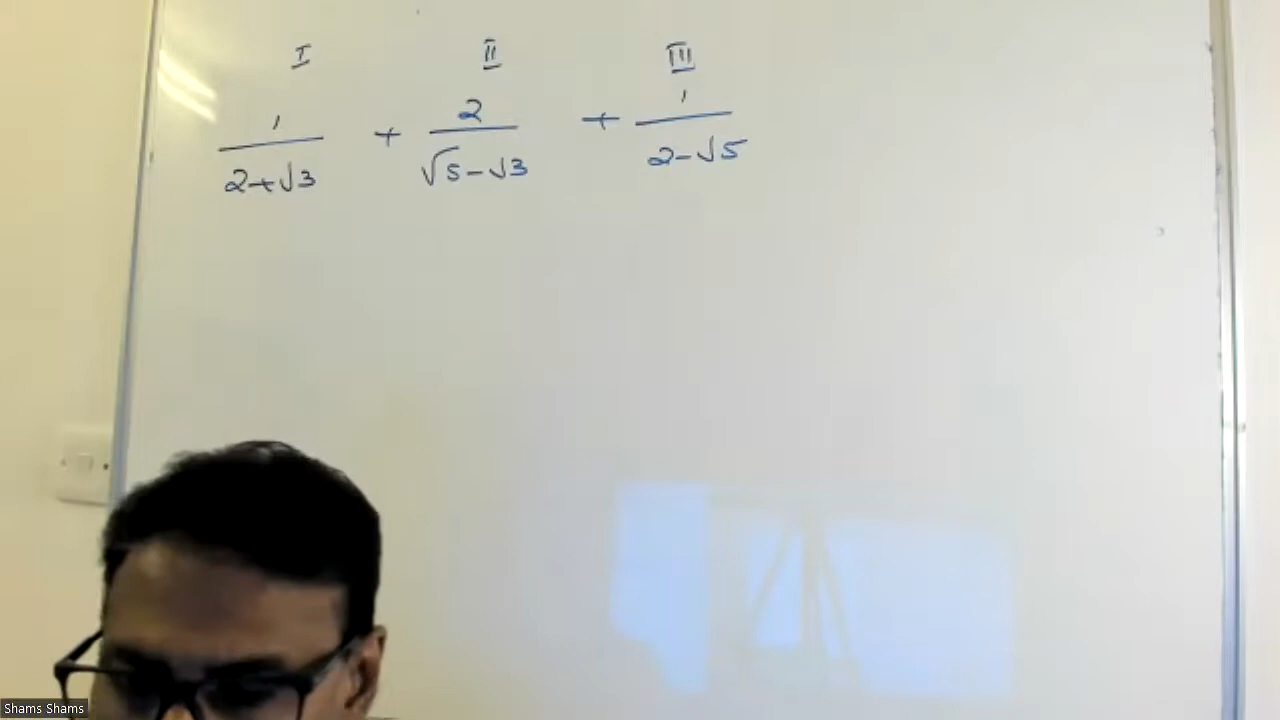 I II III
1/(2+√3) + 2/(√5-√3) + 1/(2-√5)
Shams Shams